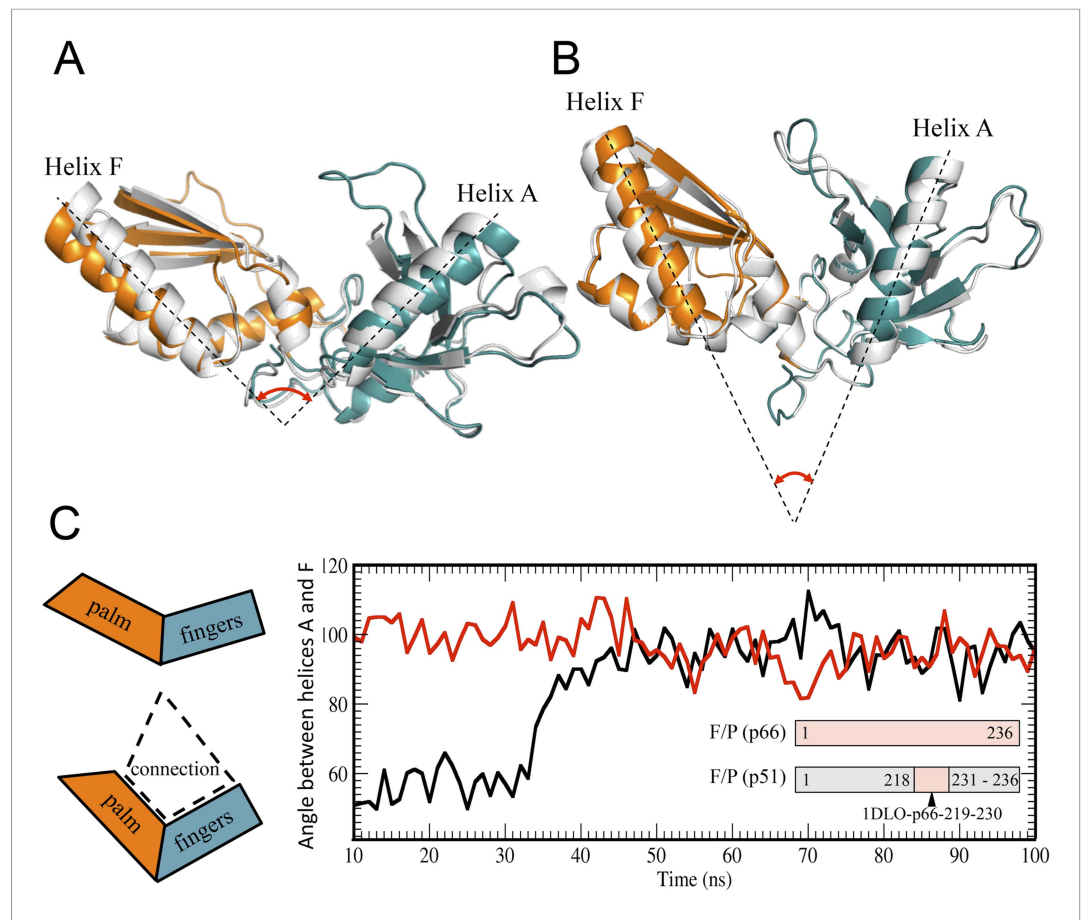 A
B
Helix F
Helix A
Helix F
Helix A
C
palm
fingers
connection
palm
fingers
Angle between helices A and F
120
100
80
60
F/P (p66)
1
236
F/P (p51)
1
218
231 - 236
1DLO-p66-219-230
10
20
30
40
50
60
70
80
90
100
Time (ns)